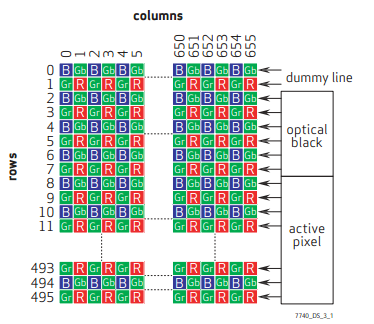 columns
0 1 2 3 4 5 650 651 652 653 654 655
rows
0 B Gb B Gb B Gb B Gb B Gb B Gb dummy line
1 Gr R Gr R Gr R Gr R Gr R Gr R
2 B Gb B Gb B Gb B Gb B Gb B Gb
3 Gr R Gr R Gr R Gr R Gr R Gr R
4 B Gb B Gb B Gb B Gb B Gb B Gb optical
5 Gr R Gr R Gr R Gr R Gr R Gr R black
6 B Gb B Gb B Gb B Gb B Gb B Gb
7 Gr R Gr R Gr R Gr R Gr R Gr R
8 B Gb B Gb B Gb B Gb B Gb B Gb
9 Gr R Gr R Gr R Gr R Gr R Gr R
10 B Gb B Gb B Gb B Gb B Gb B Gb
11 Gr R Gr R Gr R Gr R Gr R Gr R active
pixel
493 Gr R Gr R Gr R Gr R Gr R Gr R
494 B Gb B Gb B Gb B Gb B Gb B Gb
495 Gr R Gr R Gr R Gr R Gr R Gr R
7740_DS_3_1